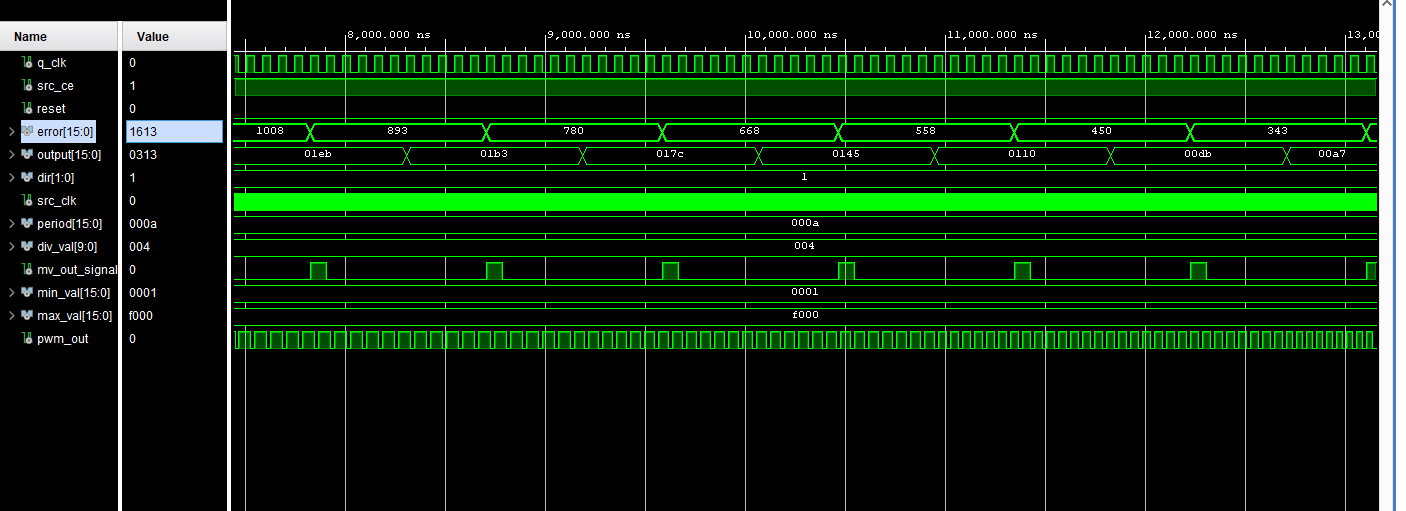 Name Value
8,000.000 ns 9,000.000 ns 10,000.000 ns 11,000.000 ns 12,000.000 ns 13,00
q_clk 0
src_ce 1
reset 0
error[15:0] 1613 1008 893 780 668 558 450 343
output[15:0] 0313 01eb 01b3 017c 0145 0110 00db 00a7
dir[1:0] 1 1
src_clk 0
period[15:0] 000a 000a
div_val[9:0] 004 004
mv_out_signal 0
min_val[15:0] 0001 0001
max_val[15:0] f000 f000
pwm_out 0